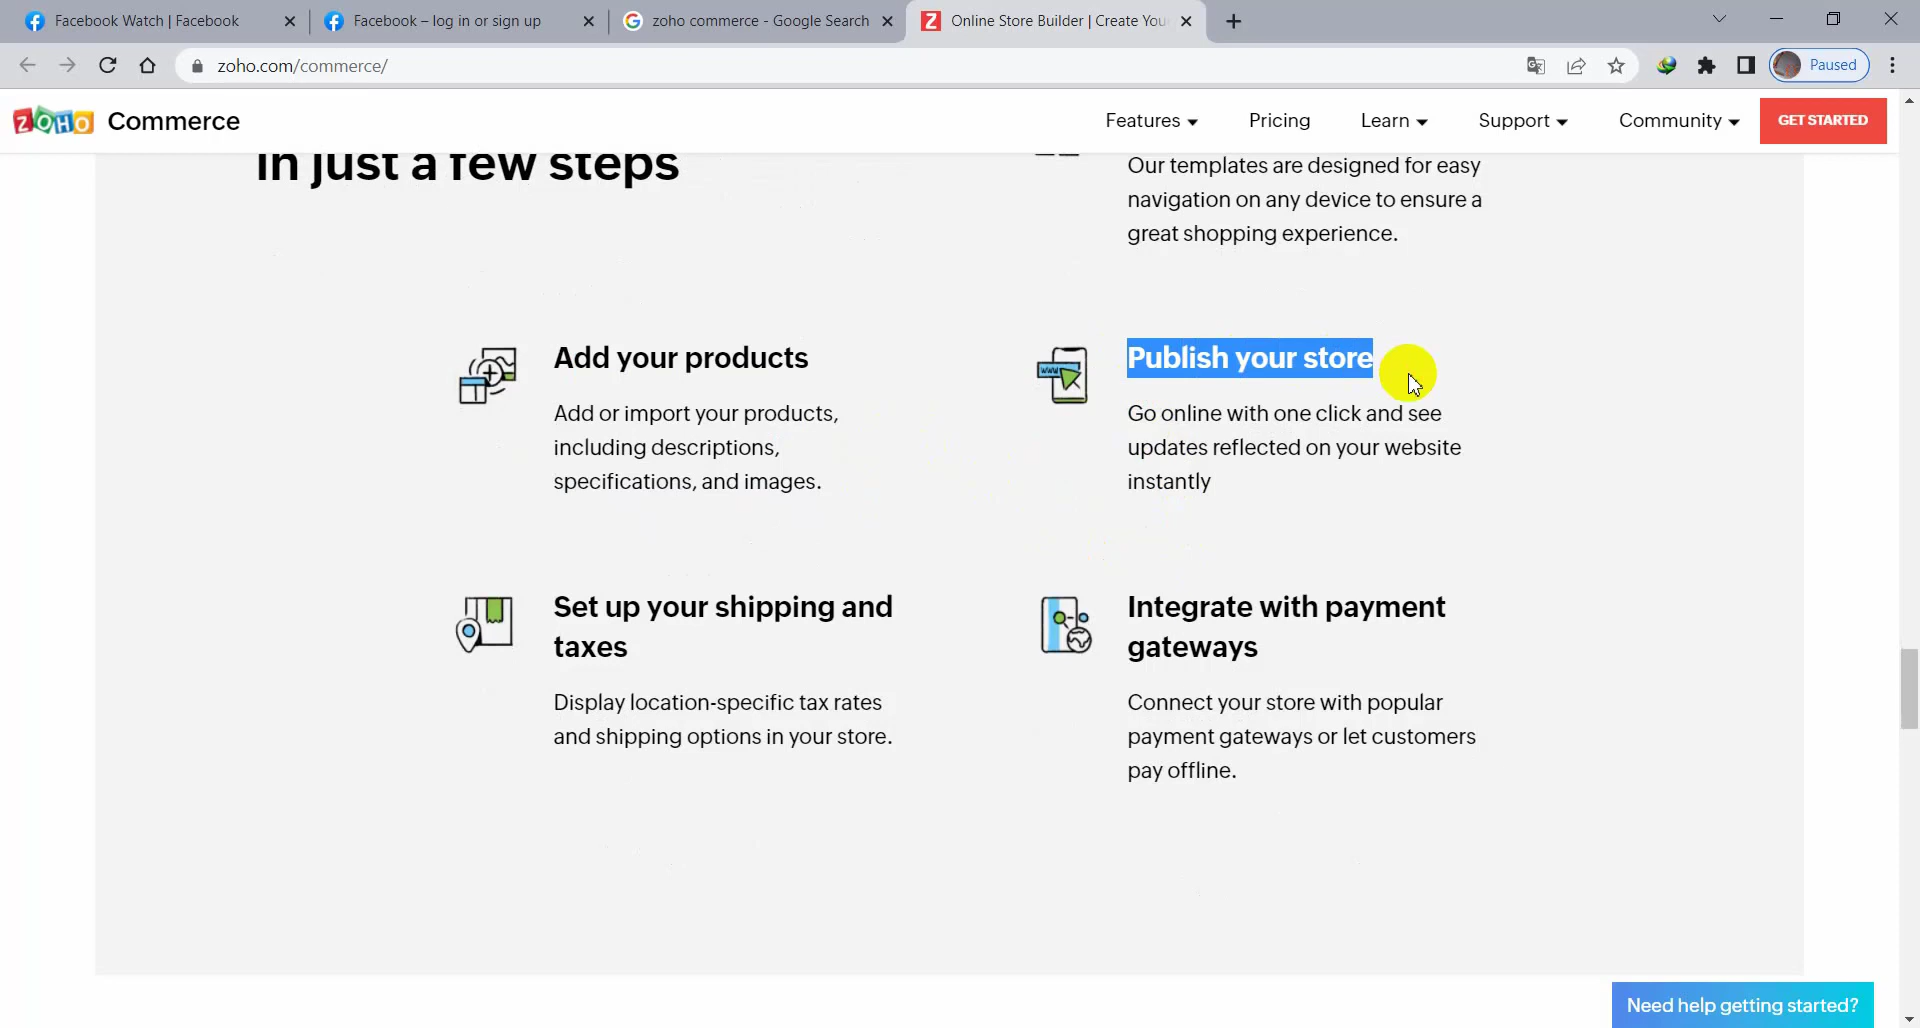 Facebook Watch | Facebook
Facebook – log in or sign up
zoho commerce - Google Search
Online Store Builder | Create You
zoho.com/commerce/
Paused
ZOHO Commerce
Features
Pricing
Learn
Support
Community
GET STARTED
in just a few steps
Our templates are designed for easy
navigation on any device to ensure a
great shopping experience.
Add your products
Add or import your products,
including descriptions,
specifications, and images.
Publish your store
Go online with one click and see
updates reflected on your website
instantly
Set up your shipping and
taxes
Display location-specific tax rates
and shipping options in your store.
Integrate with payment
gateways
Connect your store with popular
payment gateways or let customers
pay offline.
Need help getting started?